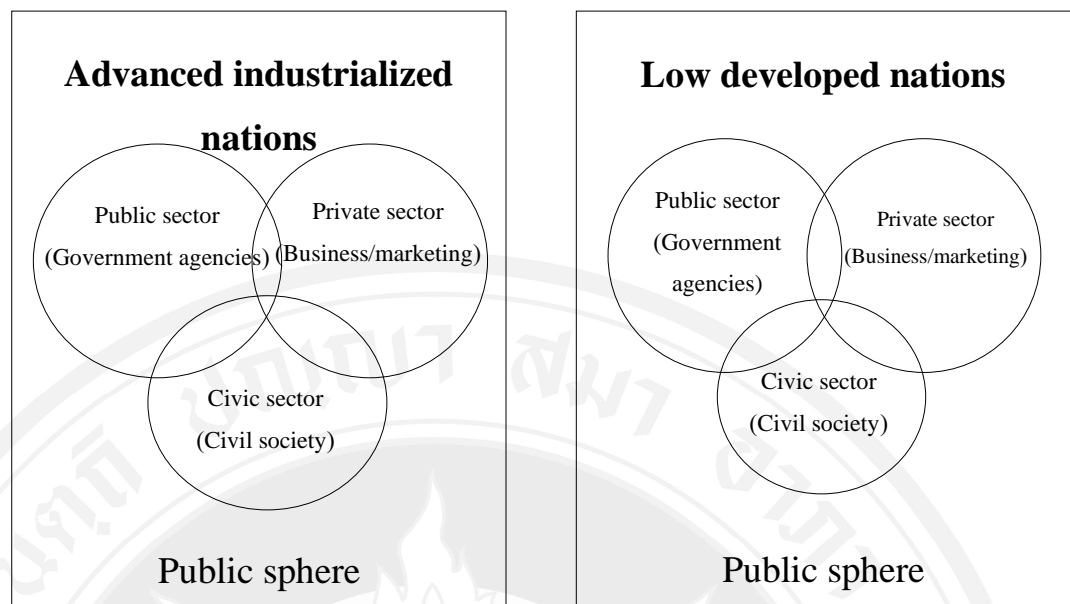 Advanced industrialized
nations
Public sector
(Government agencies)
Private sector
(Business/marketing)
Civic sector
(Civil society)
Public sphere
Low developed nations
Public sector
(Government
agencies)
Private sector
(Business/marketing)
Civic sector
(Civil society)
Public sphere